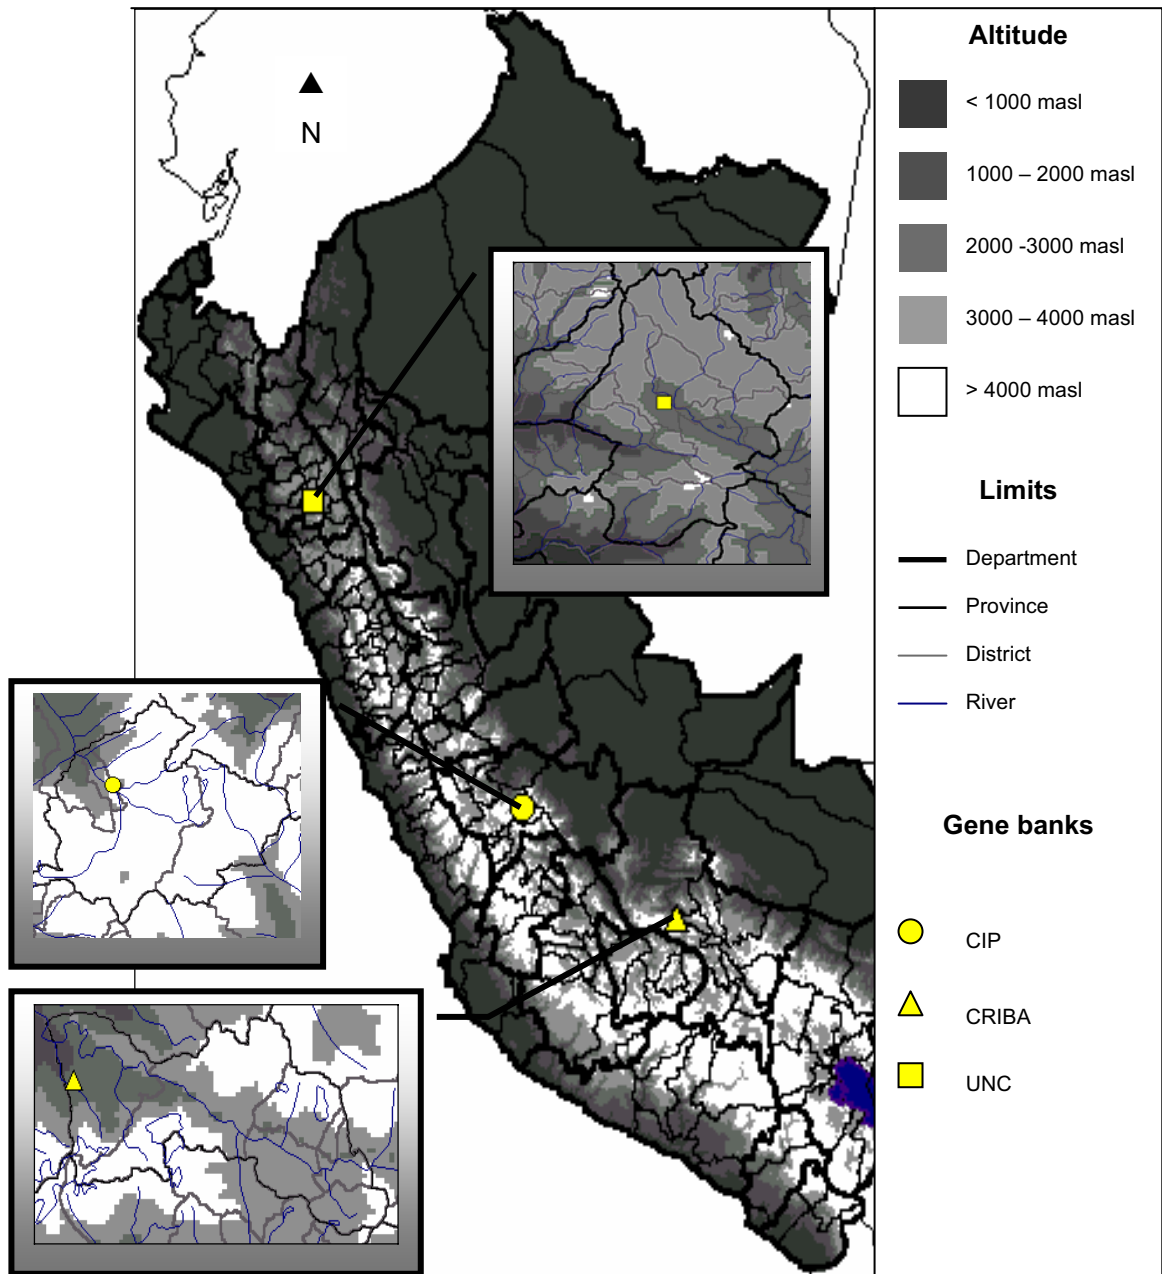 N
Altitude
< 1000 masl
1000 – 2000 masl
2000 -3000 masl
3000 – 4000 masl
> 4000 masl
Limits
Department
Province
District
River
Gene banks
CIP
CRIBA
UNC